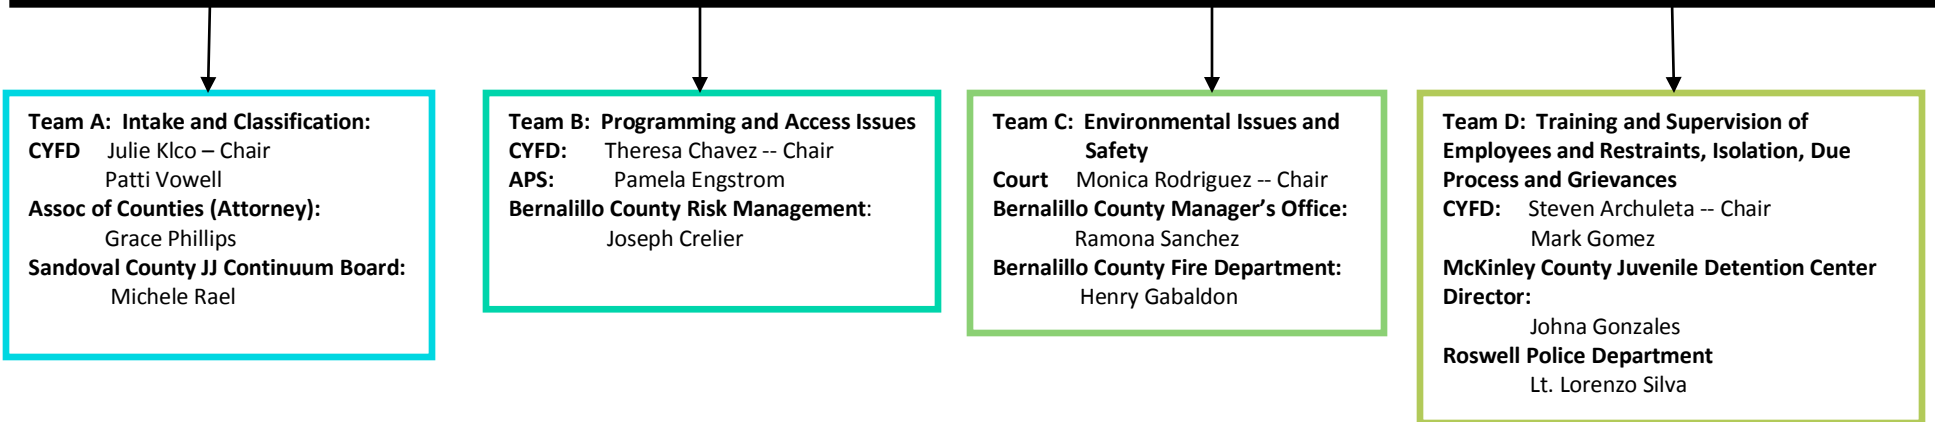 Team A:  Intake and Classification:
CYFD    Julie Klco – Chair
Patti Vowell
Assoc of Counties (Attorney):
Grace Phillips
Sandoval County JJ Continuum Board:
Michele Rael
Team B:  Programming and Access Issues
CYFD:      Theresa Chavez -- Chair
APS:         Pamela Engstrom
Bernalillo County Risk Management:
Joseph Crelier
Team C:  Environmental Issues and
Safety
Court    Monica Rodriguez -- Chair
Bernalillo County Manager’s Office:
Ramona Sanchez
Bernalillo County Fire Department:
Henry Gabaldon
Team D:  Training and Supervision of
Employees and Restraints, Isolation, Due
Process and Grievances
CYFD:     Steven Archuleta -- Chair
Mark Gomez
McKinley County Juvenile Detention Center
Director:
Johna Gonzales
Roswell Police Department
Lt. Lorenzo Silva